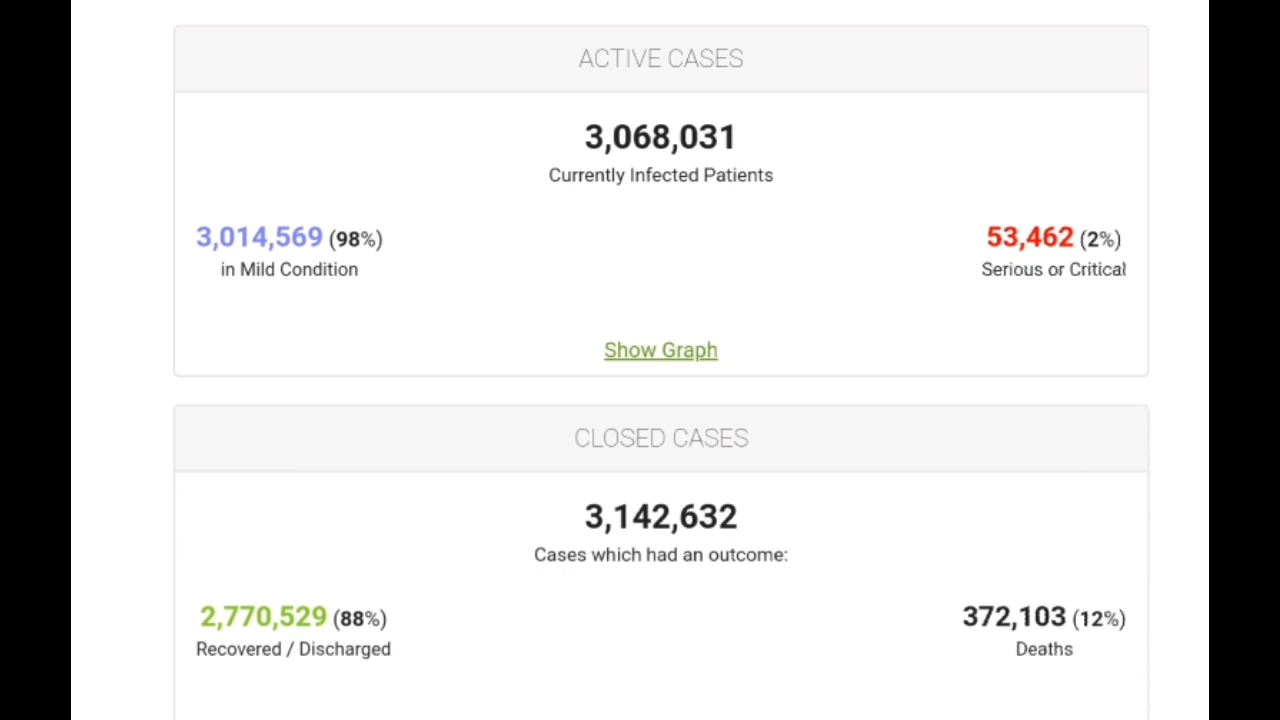 ACTIVE CASES
3,068,031
Currently Infected Patients
3,014,569 (98%)
in Mild Condition
53,462 (2%)
Serious or Critical
Show Graph
CLOSED CASES
3,142,632
Cases which had an outcome:
2,770,529 (88%)
Recovered / Discharged
372,103 (12%)
Deaths